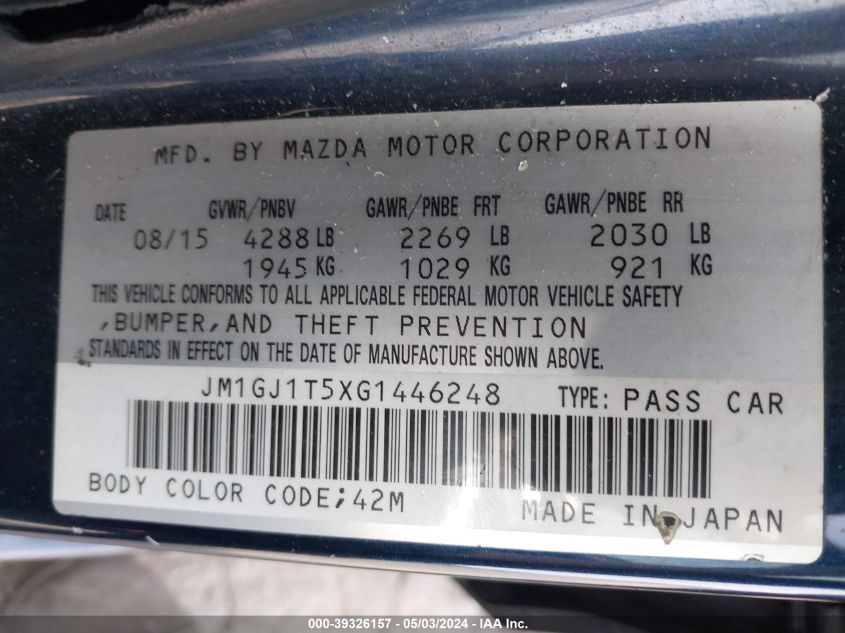 MFD. BY MAZDA MOTOR CORPORATION
DATE GVWR/PNBV GAWR/PNBE FRT GAWR/PNBE RR
08/15 4288 LB 2269 LB 2030 LB
1945 KG 1029 KG 921 KG
THIS VEHICLE CONFORMS TO ALL APPLICABLE FEDERAL MOTOR VEHICLE SAFETY
,BUMPER,AND THEFT PREVENTION
STANDARDS IN EFFECT ON THE DATE OF MANUFACTURE SHOWN ABOVE.
JM1GJ1T5XG1446248 TYPE: PASS CAR
BODY COLOR CODE;42M
MADE IN JAPAN
000-39326157 - 05/03/2024 - IAA Inc.